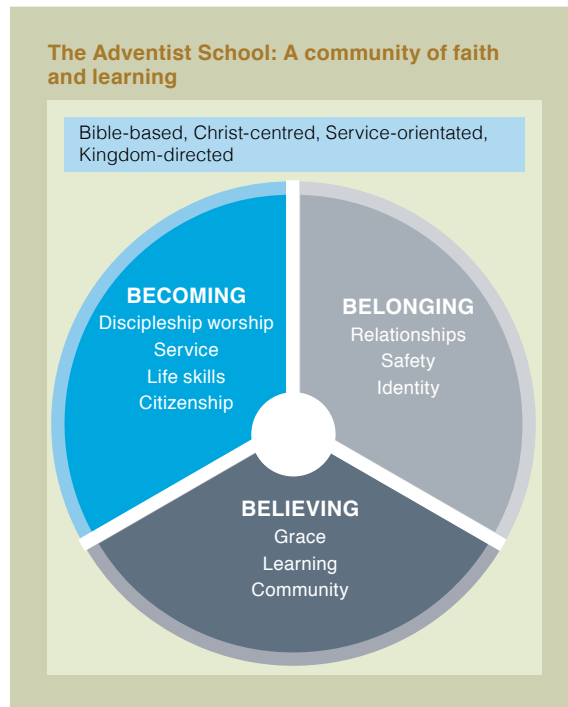 The Adventist School: A community of faith
and learning
Bible-based, Christ-centred, Service-orientated,
Kingdom-directed
BECOMING
Discipleship worship
Service
Life skills
Citizenship
BELONGING
Relationships
Safety
Identity
BELIEVING
Grace
Learning
Community